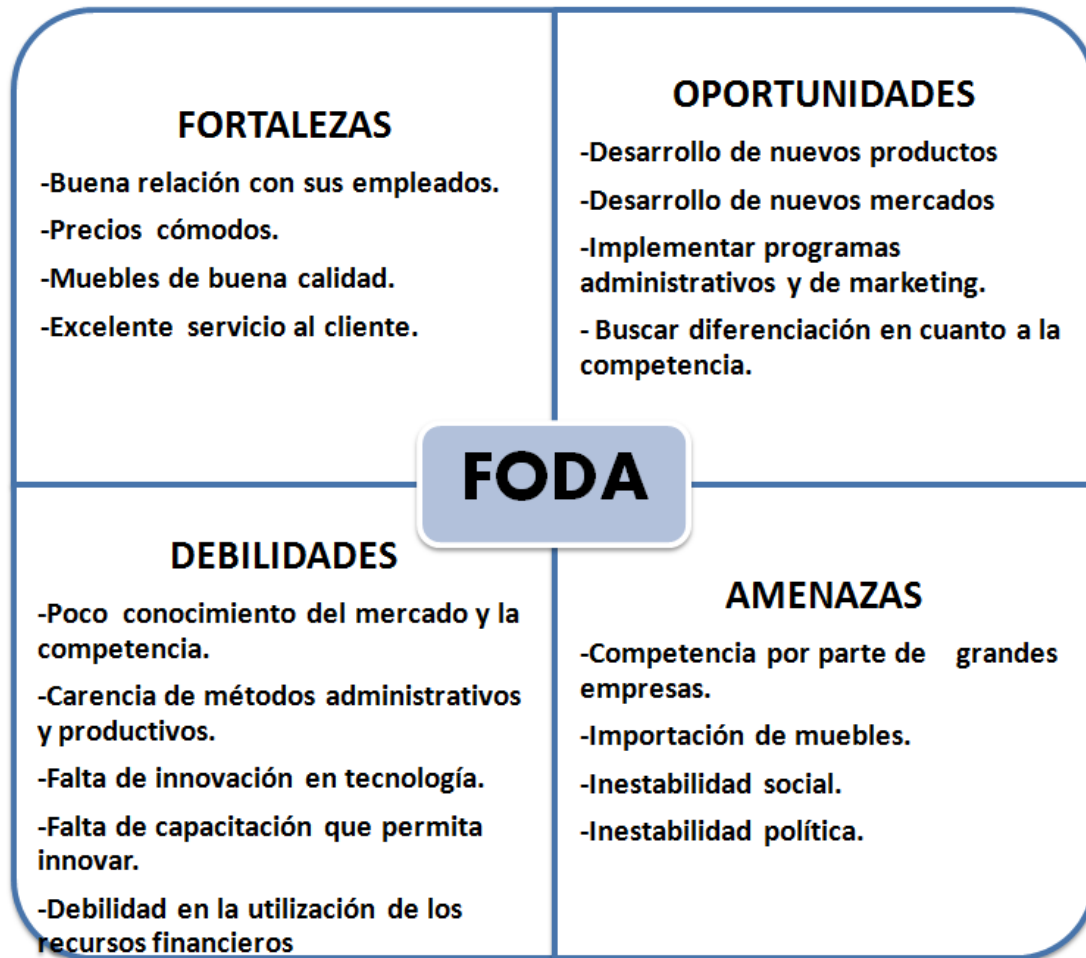 FORTALEZAS
-Buena relación con sus empleados.
-Precios cómodos.
-Muebles de buena calidad.
-Excelente servicio al cliente.
OPORTUNIDADES
-Desarrollo de nuevos productos
-Desarrollo de nuevos mercados
-Implementar programas
administrativos y de marketing.
- Buscar diferenciación en cuanto a la
competencia.
FODA
DEBILIDADES
-Poco conocimiento del mercado y la
competencia.
-Carencia de métodos administrativos
y productivos.
-Falta de innovación en tecnología.
-Falta de capacitación que permita
innovar.
-Debilidad en la utilización de los
recursos financieros
AMENAZAS
-Competencia por parte de grandes
empresas.
-Importación de muebles.
-Inestabilidad social.
-Inestabilidad política.